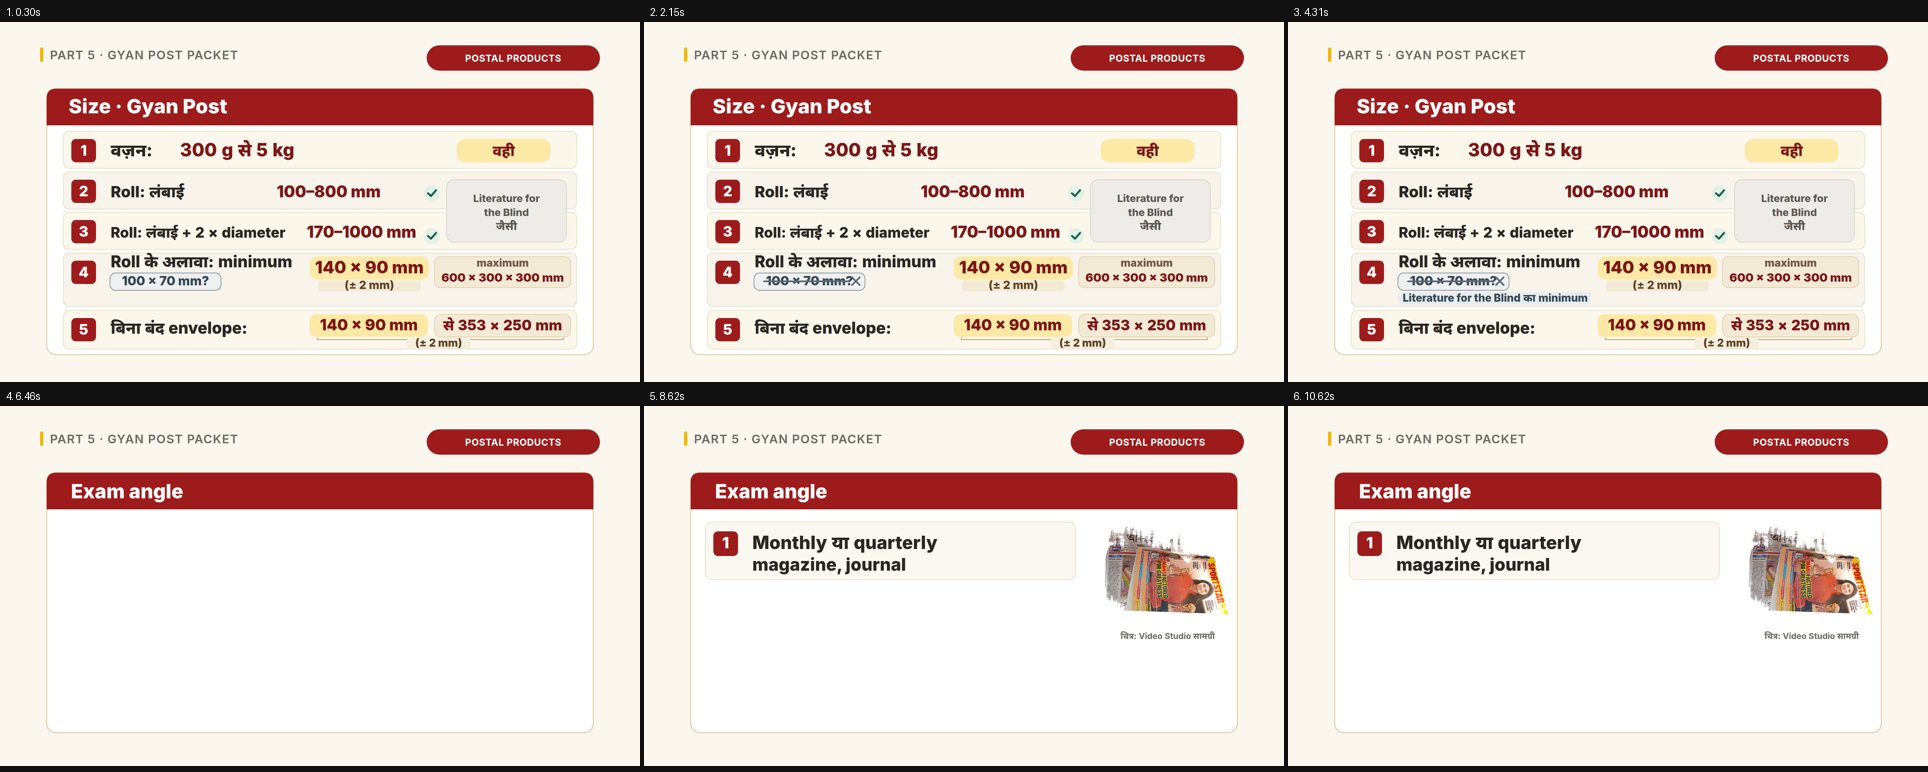 1. 0.30s
PART 5 · GYAN POST PACKET
POSTAL PRODUCTS
Size · Gyan Post
1 वज़न: 300 g से 5 kg वही
2 Roll: लंबाई 100–800 mm
Literature for
the Blind
जैसी
3 Roll: लंबाई + 2 × diameter 170–1000 mm
4 Roll के अलावा: minimum 140 × 90 mm maximum
100 × 70 mm? (± 2 mm) 600 × 300 × 300 mm
5 बिना बंद envelope: 140 × 90 mm से 353 × 250 mm
(± 2 mm)
2. 2.15s
PART 5 · GYAN POST PACKET
POSTAL PRODUCTS
Size · Gyan Post
1 वज़न: 300 g से 5 kg वही
2 Roll: लंबाई 100–800 mm
Literature for
the Blind
जैसी
3 Roll: लंबाई + 2 × diameter 170–1000 mm
4 Roll के अलावा: minimum 140 × 90 mm maximum
100 × 70 mm? (± 2 mm) 600 × 300 × 300 mm
5 बिना बंद envelope: 140 × 90 mm से 353 × 250 mm
(± 2 mm)
3. 4.31s
PART 5 · GYAN POST PACKET
POSTAL PRODUCTS
Size · Gyan Post
1 वज़न: 300 g से 5 kg वही
2 Roll: लंबाई 100–800 mm
Literature for
the Blind
जैसी
3 Roll: लंबाई + 2 × diameter 170–1000 mm
4 Roll के अलावा: minimum 140 × 90 mm maximum
100 × 70 mm? (± 2 mm) 600 × 300 × 300 mm
Literature for the Blind का minimum
5 बिना बंद envelope: 140 × 90 mm से 353 × 250 mm
(± 2 mm)
4. 6.46s
PART 5 · GYAN POST PACKET
POSTAL PRODUCTS
Exam angle
5. 8.62s
PART 5 · GYAN POST PACKET
POSTAL PRODUCTS
Exam angle
1 Monthly या quarterly
magazine, journal
SPORTSTAR
चित्र: Video Studio सामग्री
6. 10.62s
PART 5 · GYAN POST PACKET
POSTAL PRODUCTS
Exam angle
1 Monthly या quarterly
magazine, journal
SPORTSTAR
चित्र: Video Studio सामग्री